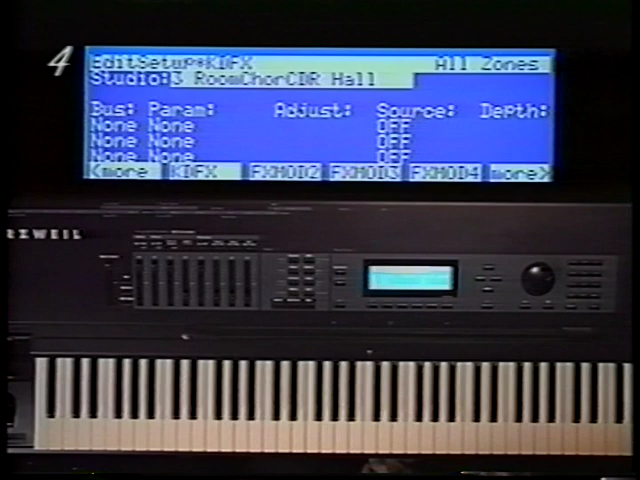 4
EditSetup:KDFX All Zones
Studio:3 RoomChorCDR Hall
Bus: Param: Adjust: Source: Depth:
None None OFF
None None OFF
None None OFF
<more KDFX FXMOD2 FXMOD3 FXMOD4 more>
RZWEIL